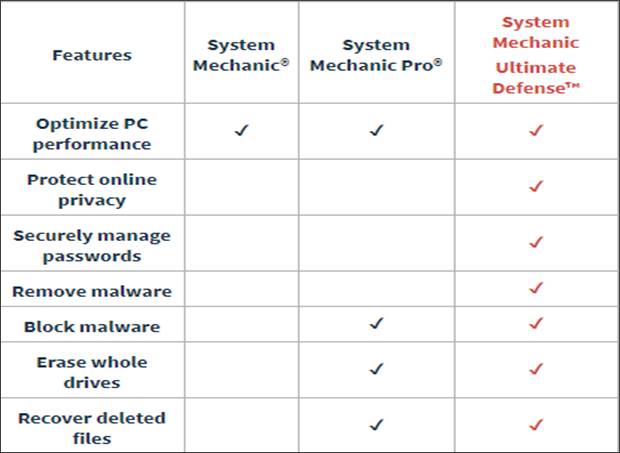 Features
System
Mechanic®
System
Mechanic Pro®
System
Mechanic
Ultimate
Defense™
Optimize PC
performance
✓ ✓ ✓
Protect online
privacy
✓
Securely manage
passwords
✓
Remove malware
✓
Block malware
✓ ✓
Erase whole
drives
✓ ✓
Recover deleted
files
✓ ✓